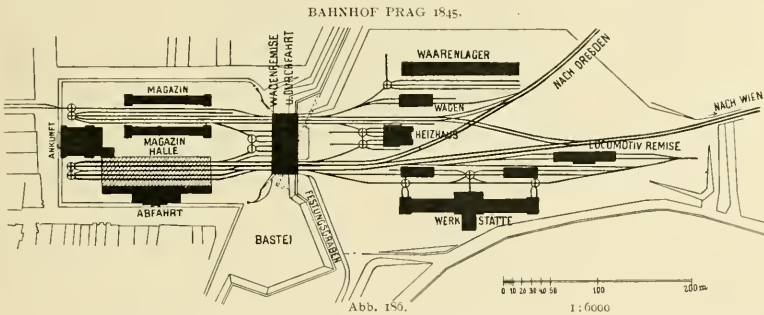 BAHNHOF PRAG 1845.
WAARENLAGER
NACH DRESDEN
WAGENREMISE
U. DURCHFAHRT
MAGAZIN
WAGEN
NACH WIEN
ANKUNFT
MAGAZIN
HALLE
HEIZHAUS
LOCOMOTIV REMISE
ABFAHRT
FESTUNGSGRABEN
WERK STÄTTE
BASTEI
0 10 20 30 40 50 100 200 m
Abb. 186.
1:6000